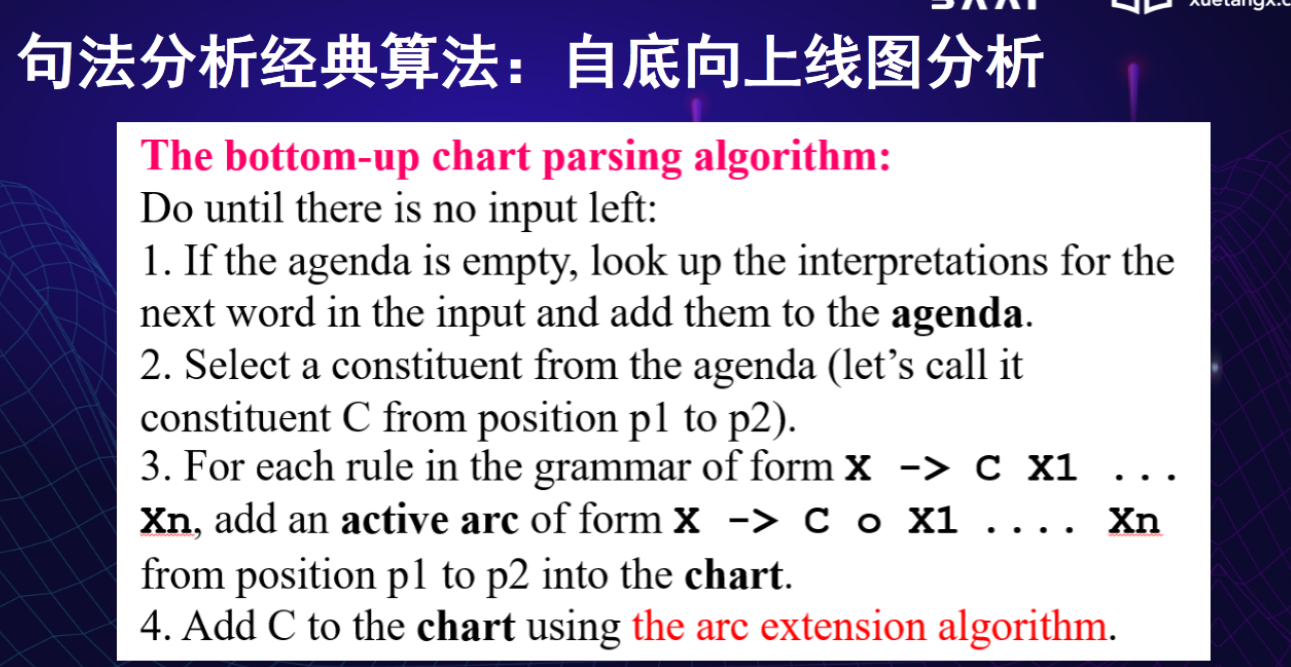 句法分析经典算法：自底向上线图分析
The bottom-up chart parsing algorithm:
Do until there is no input left:
1. If the agenda is empty, look up the interpretations for the
next word in the input and add them to the agenda.
2. Select a constituent from the agenda (let’s call it
constituent C from position p1 to p2).
3. For each rule in the grammar of form X -> C X1 ...
Xn, add an active arc of form X -> C o X1 .... Xn
from position p1 to p2 into the chart.
4. Add C to the chart using the arc extension algorithm.